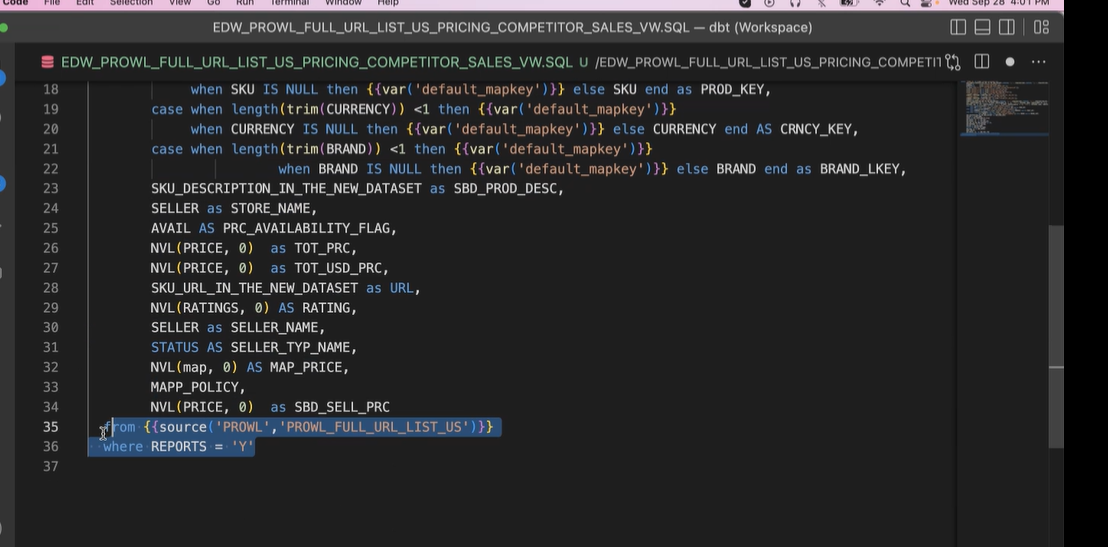 Code File Edit Selection View Go Run Terminal Window Help Wed Sep 28 4:01 PM
EDW_PROWL_FULL_URL_LIST_US_PRICING_COMPETITOR_SALES_VW.SQL — dbt (Workspace)
EDW_PROWL_FULL_URL_LIST_US_PRICING_COMPETITOR_SALES_VW.SQL U /EDW_PROWL_FULL_URL_LIST_US_PRICING_COMPETIT
18 when SKU IS NULL then {{var('default_mapkey')}} else SKU end as PROD_KEY,
19 case when length(trim(CURRENCY)) <1 then {{var('default_mapkey')}}
20 when CURRENCY IS NULL then {{var('default_mapkey')}} else CURRENCY end AS CRNCY_KEY,
21 case when length(trim(BRAND)) <1 then {{var('default_mapkey')}}
22 when BRAND IS NULL then {{var('default_mapkey')}} else BRAND end as BRAND_LKEY,
23 SKU_DESCRIPTION_IN_THE_NEW_DATASET as SBD_PROD_DESC,
24 SELLER as STORE_NAME,
25 AVAIL AS PRC_AVAILABILITY_FLAG,
26 NVL(PRICE, 0)  as TOT_PRC,
27 NVL(PRICE, 0)  as TOT_USD_PRC,
28 SKU_URL_IN_THE_NEW_DATASET as URL,
29 NVL(RATINGS, 0) AS RATING,
30 SELLER as SELLER_NAME,
31 STATUS AS SELLER_TYP_NAME,
32 NVL(map, 0) AS MAP_PRICE,
33 MAPP_POLICY,
34 NVL(PRICE, 0)  as SBD_SELL_PRC
35 from {{source('PROWL','PROWL_FULL_URL_LIST_US')}}
36 where REPORTS = 'Y'
37